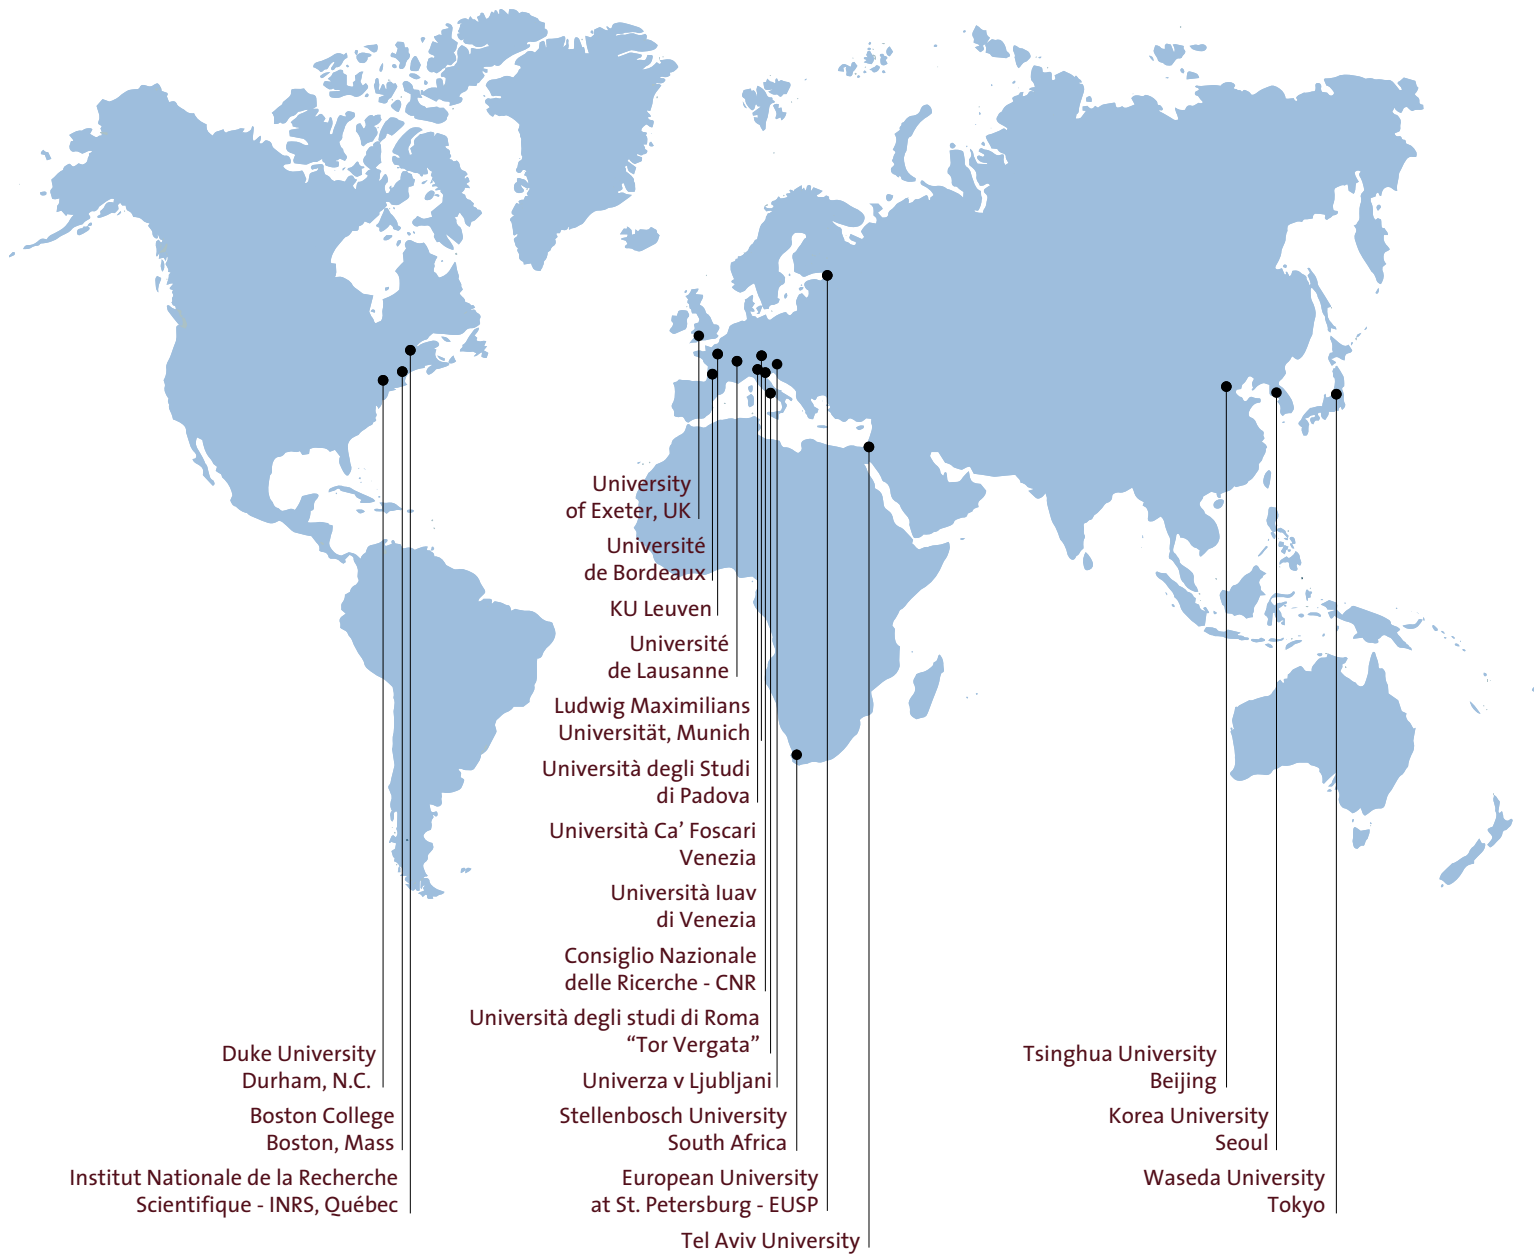 University
of Exeter, UK
Université
de Bordeaux
KU Leuven
Université
de Lausanne
Ludwig Maximilians
Universität, Munich
Università degli Studi
di Padova
Università Ca’ Foscari
Venezia
Università Iuav
di Venezia
Consiglio Nazionale
delle Ricerche - CNR
Università degli studi di Roma
“Tor Vergata”
Univerza v Ljubljani
Stellenbosch University
South Africa
European University
at St. Petersburg - EUSP
Tel Aviv University
Duke University
Durham, N.C.
Boston College
Boston, Mass
Institut Nationale de la Recherche
Scientifique - INRS, Québec
Tsinghua University
Beijing
Korea University
Seoul
Waseda University
Tokyo